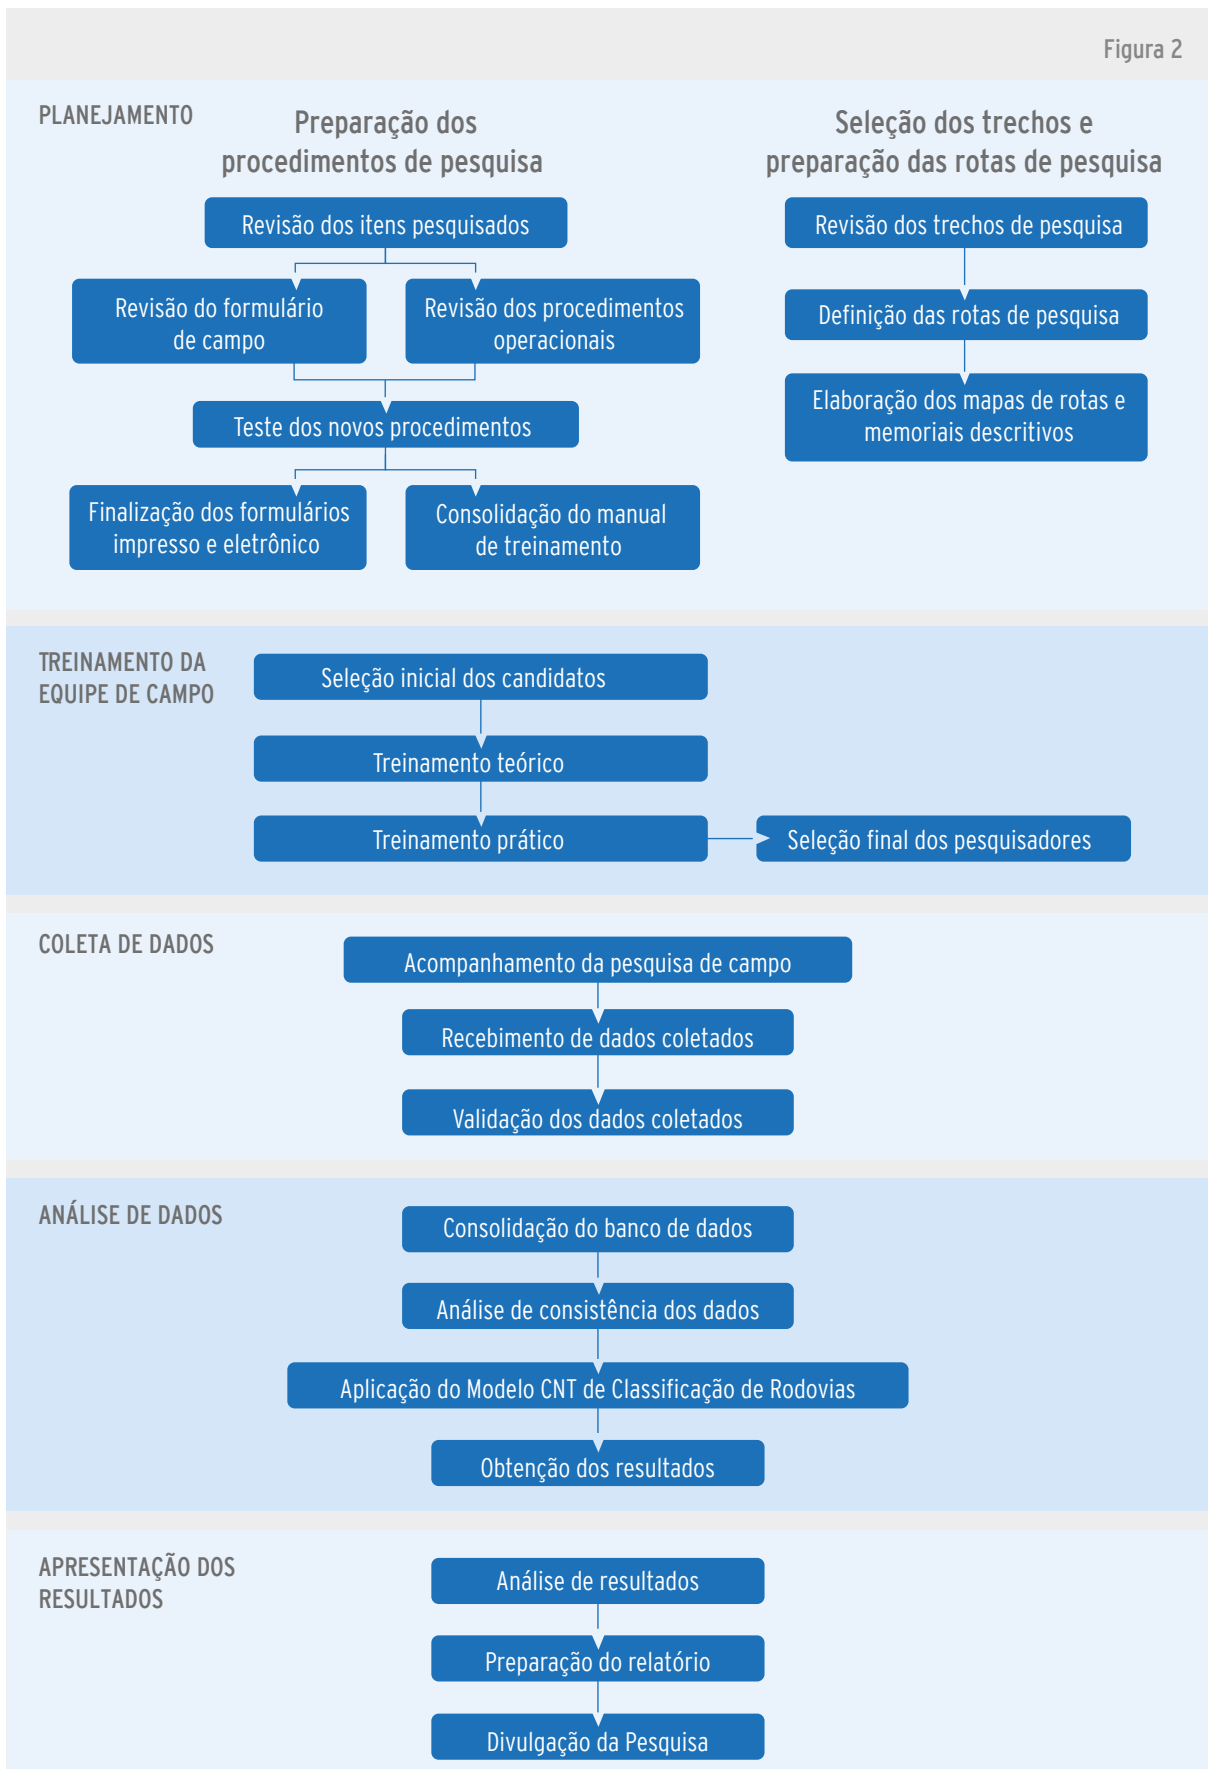 Figura 2
PLANEJAMENTO
Preparação dos
procedimentos de pesquisa
Revisão dos itens pesquisados
Revisão do formulário
de campo
Revisão dos procedimentos
operacionais
Teste dos novos procedimentos
Finalização dos formulários
impresso e eletrônico
Consolidação do manual
de treinamento
Seleção dos trechos e
preparação das rotas de pesquisa
Revisão dos trechos de pesquisa
Definição das rotas de pesquisa
Elaboração dos mapas de rotas e
memoriais descritivos
TREINAMENTO DA
EQUIPE DE CAMPO
Seleção inicial dos candidatos
Treinamento teórico
Treinamento prático
Seleção final dos pesquisadores
COLETA DE DADOS
Acompanhamento da pesquisa de campo
Recebimento de dados coletados
Validação dos dados coletados
ANÁLISE DE DADOS
Consolidação do banco de dados
Análise de consistência dos dados
Aplicação do Modelo CNT de Classificação de Rodovias
Obtenção dos resultados
APRESENTAÇÃO DOS
RESULTADOS
Análise de resultados
Preparação do relatório
Divulgação da Pesquisa